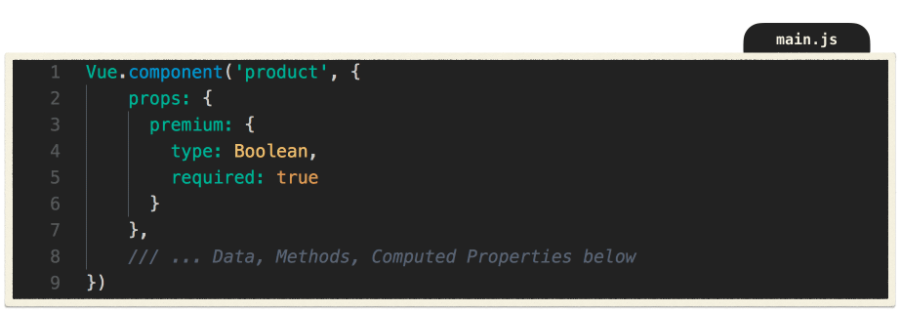 main.js
1 Vue.component('product', {
2 props: {
3 premium: {
4 type: Boolean,
5 required: true
6 }
7 },
8 /// ... Data, Methods, Computed Properties below
9 })